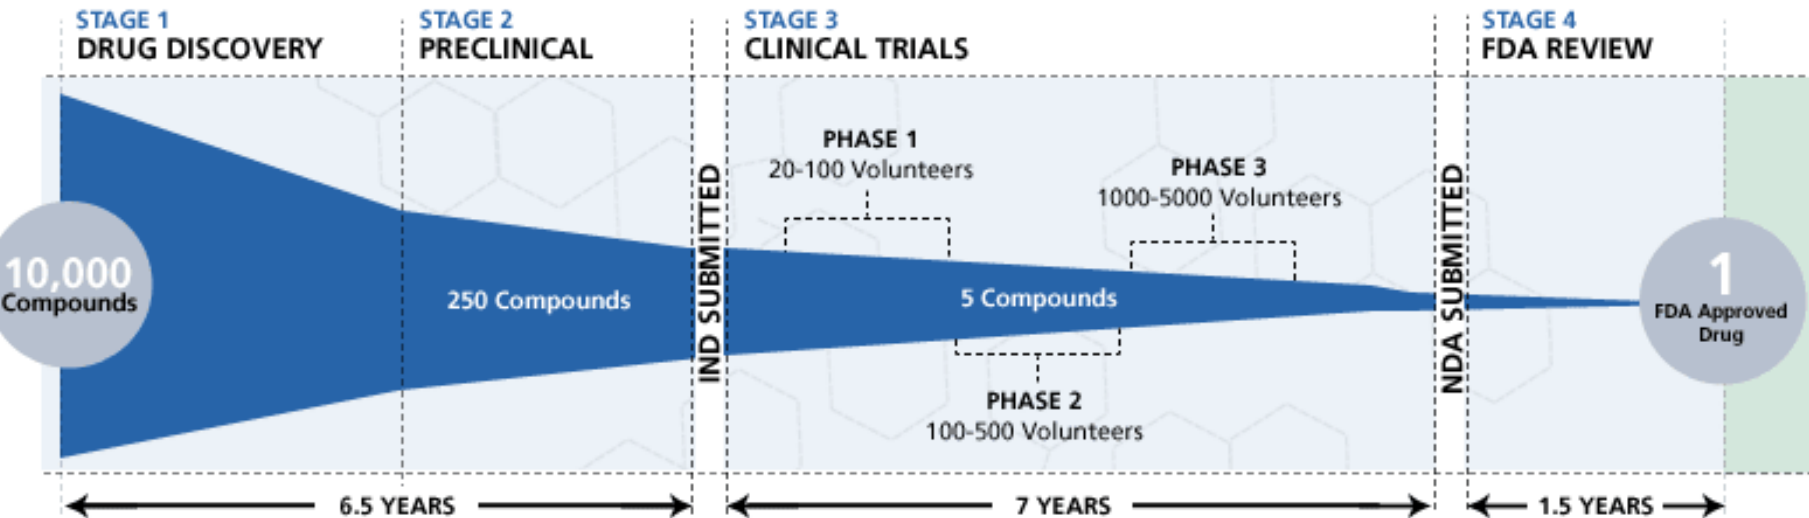 STAGE 1
DRUG DISCOVERY
STAGE 2
PRECLINICAL
STAGE 3
CLINICAL TRIALS
STAGE 4
FDA REVIEW
10,000
Compounds
250 Compounds
IND SUBMITTED
PHASE 1
20-100 Volunteers
PHASE 3
1000-5000 Volunteers
5 Compounds
PHASE 2
100-500 Volunteers
NDA SUBMITTED
1
FDA Approved
Drug
6.5 YEARS
7 YEARS
1.5 YEARS